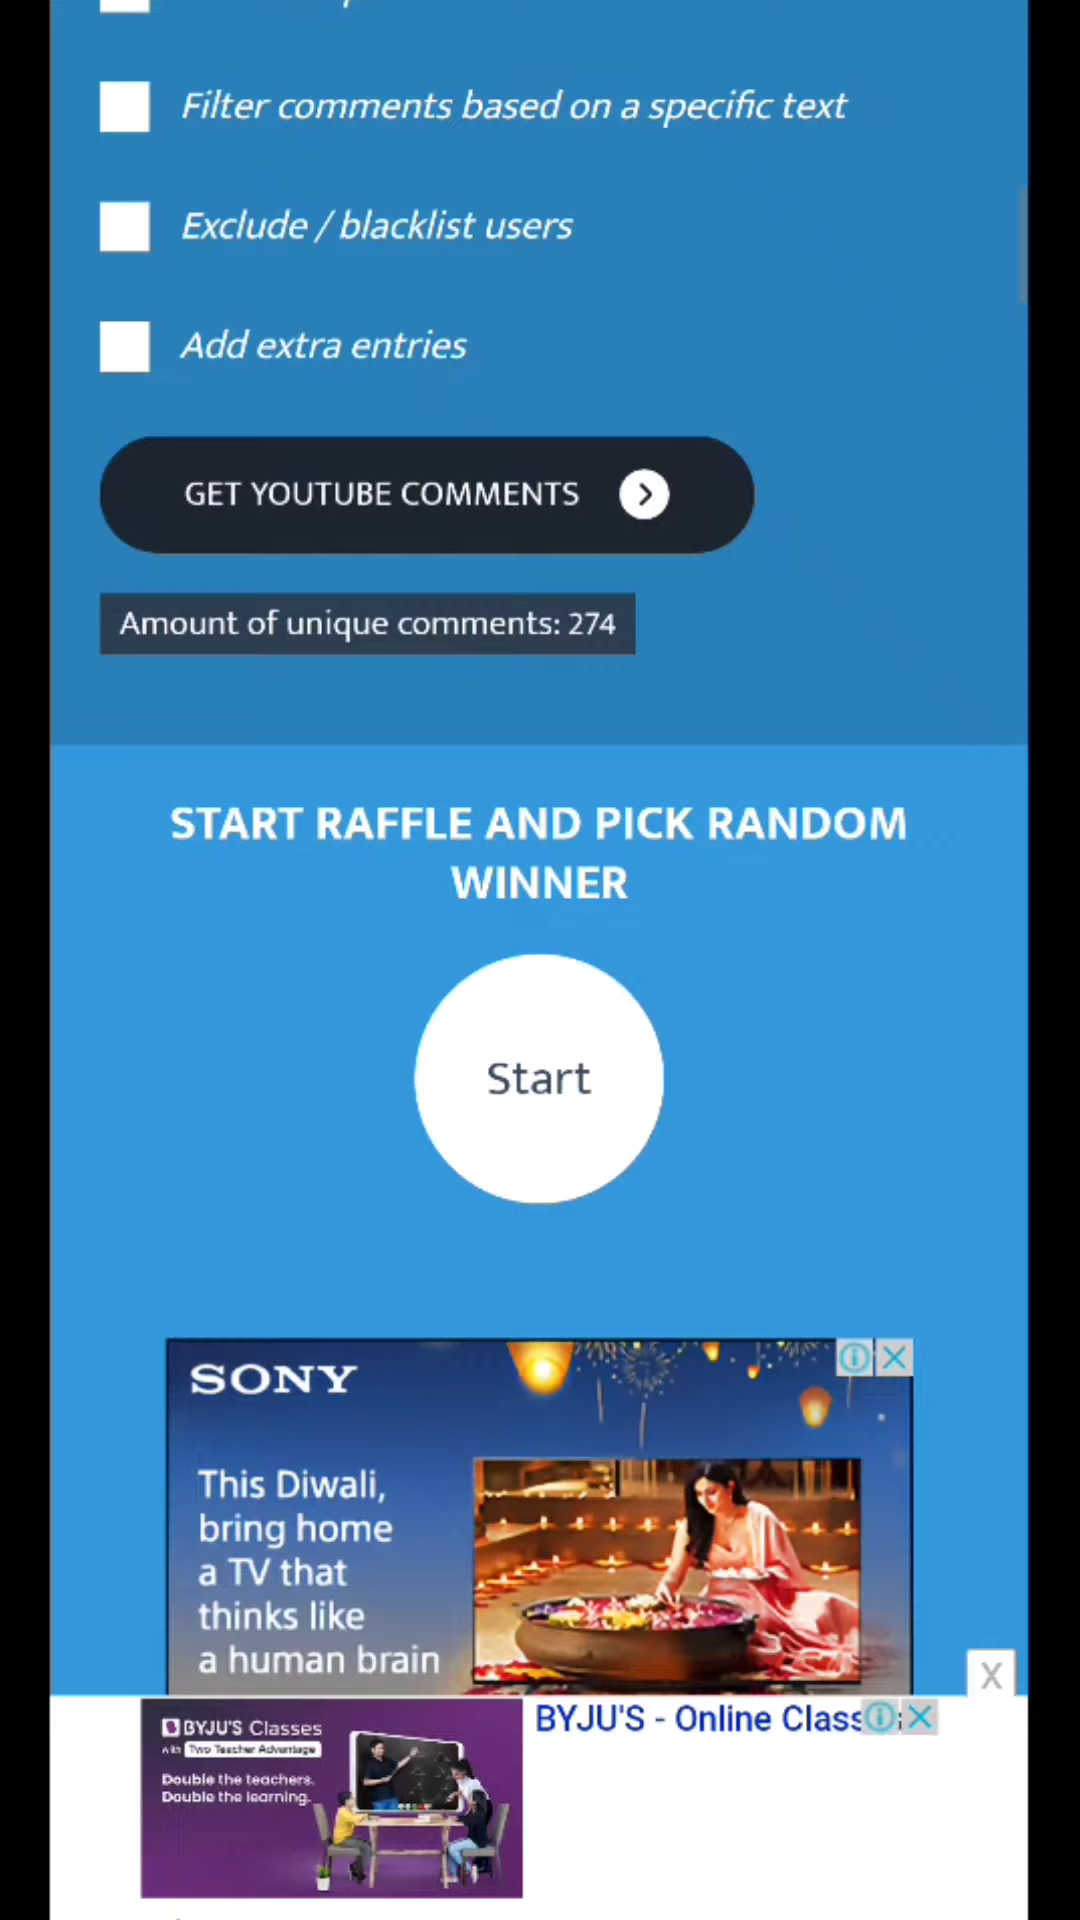 Filter comments based on a specific text
Exclude / blacklist users
Add extra entries
GET YOUTUBE COMMENTS
Amount of unique comments: 274
START RAFFLE AND PICK RANDOM
WINNER
Start
SONY
This Diwali,
bring home
a TV that
thinks like
a human brain
X
BYJU'S Classes
with Two Teacher Advantage
Double the teachers.
Double the learning.
BYJU'S - Online Class